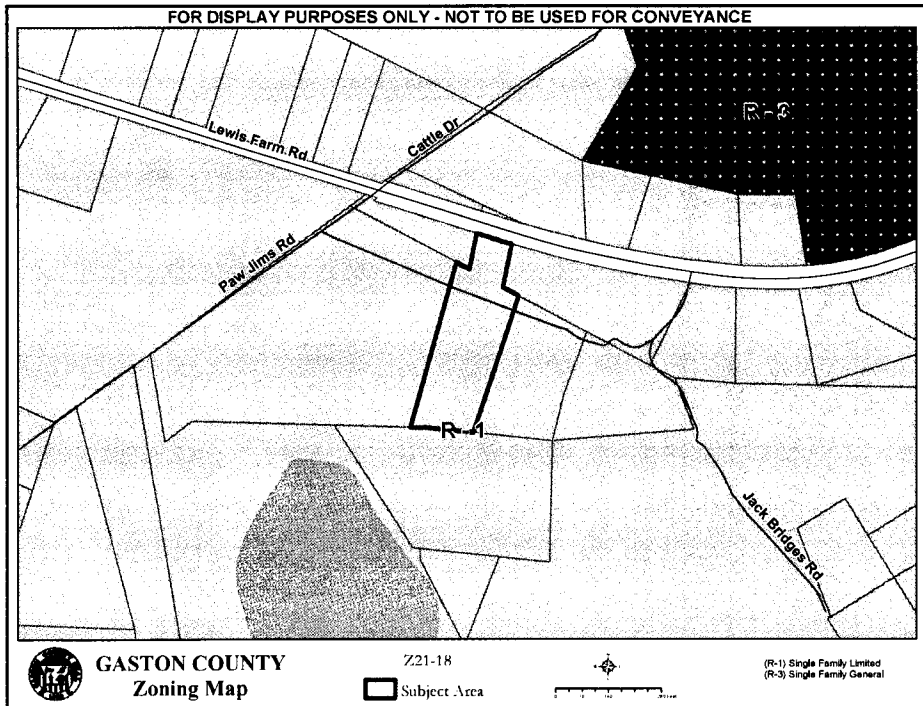 FOR DISPLAY PURPOSES ONLY - NOT TO BE USED FOR CONVEYANCE
R-3
Lewis Farm Rd
Cattle Dr
Paw Jims Rd
R-1
Jack Bridges Rd
GASTON COUNTY
Zoning Map
Z21-18
Subject Area
(R-1) Single Family Limited
(R-3) Single Family General